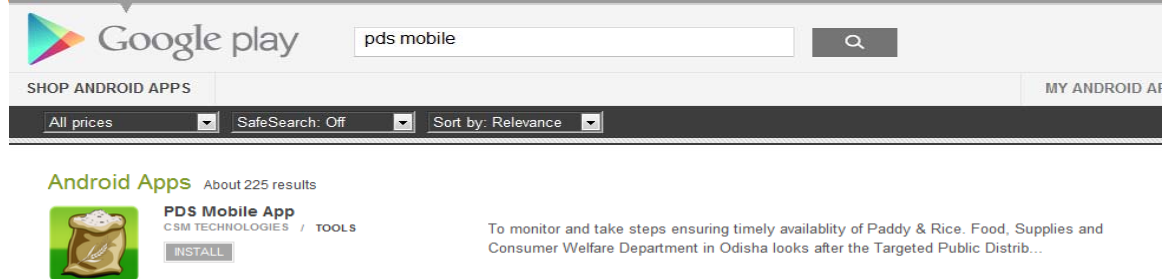 Google play
pds mobile
SHOP ANDROID APPS
MY ANDROID AP
All prices
SafeSearch: Off
Sort by: Relevance
Android Apps About 225 results
PDS Mobile App
CSM TECHNOLOGIES / TOOLS
INSTALL
To monitor and take steps ensuring timely availablity of Paddy & Rice. Food, Supplies and
Consumer Welfare Department in Odisha looks after the Targeted Public Distrib...